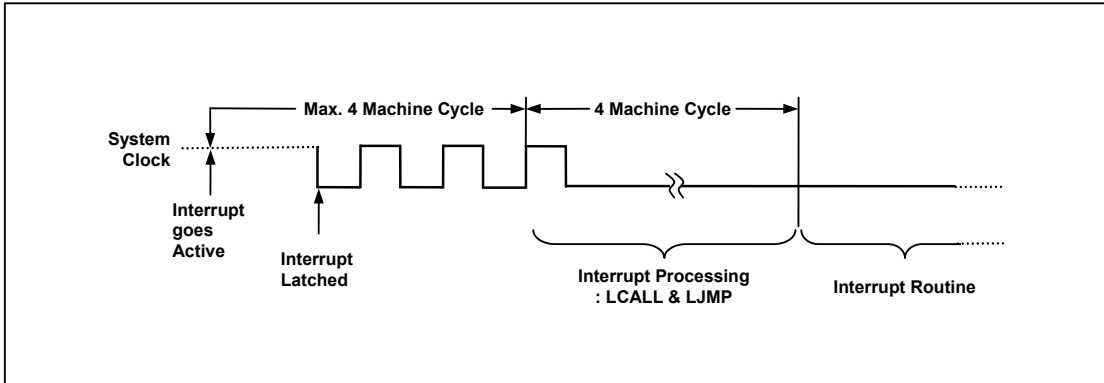 Max. 4 Machine Cycle
4 Machine Cycle
System
Clock
Interrupt
goes
Active
Interrupt
Latched
Interrupt Processing
: LCALL & LJMP
Interrupt Routine